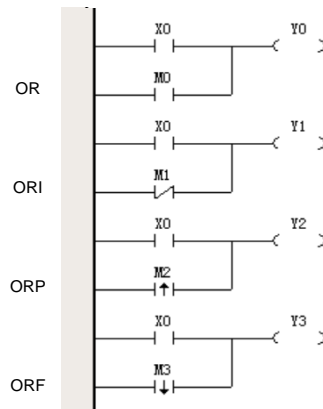 X0 Y0
OR M0
X0 Y1
ORI M1
X0 Y2
ORP M2
X0 Y3
ORF M3